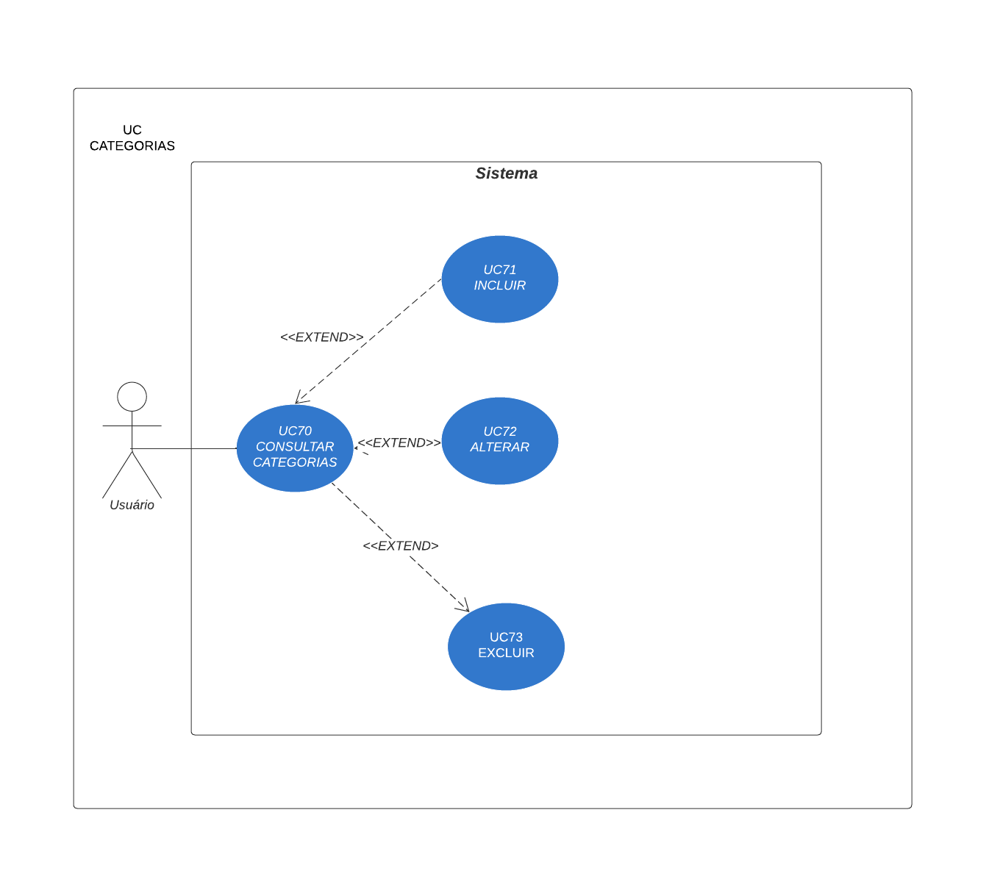 UC
CATEGORIAS
Sistema
UC71
INCLUIR
<<EXTEND>>
UC70
CONSULTAR
CATEGORIAS
<<EXTEND>>
UC72
ALTERAR
Usuário
<<EXTEND>
UC73
EXCLUIR